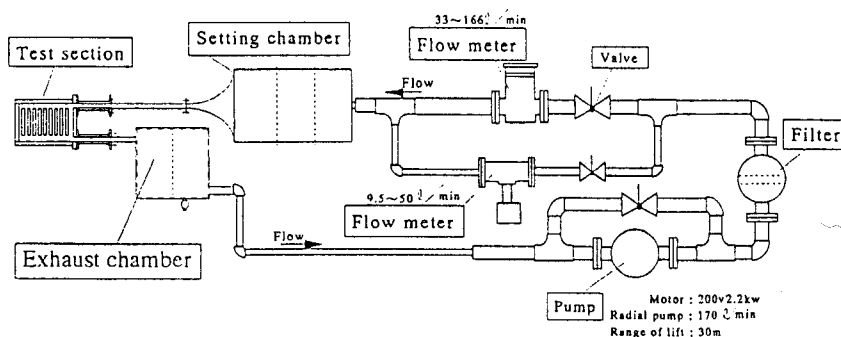 33~166ℓ/min
Setting chamber
Flow meter
Test section
Valve
Flow
Filter
9.5~50ℓ/min
Flow meter
Exhaust chamber
Flow
Pump
Motor : 200v2.2kw
Radial pump : 170 ℓ/min
Range of lift : 30m